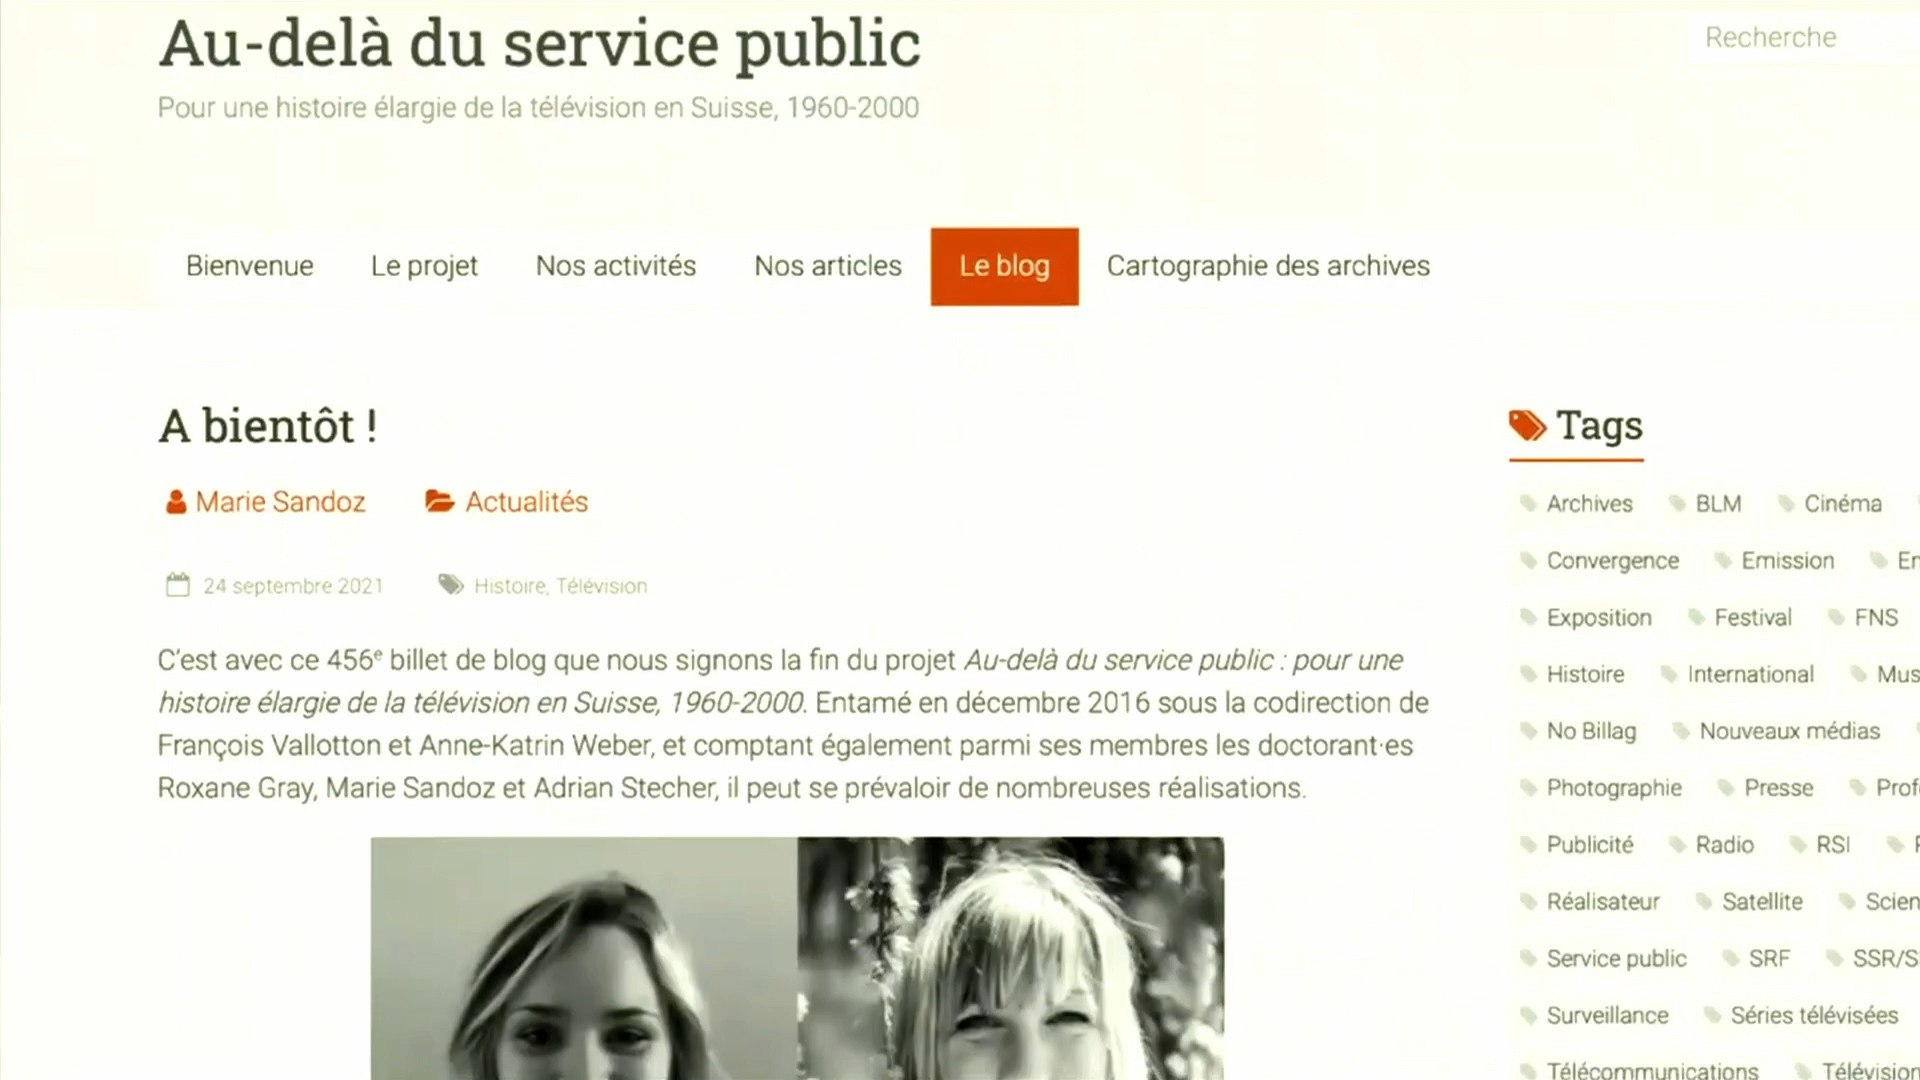 Au-delà du service public
Recherche
Pour une histoire élargie de la télévision en Suisse, 1960-2000
Bienvenue Le projet Nos activités Nos articles Le blog Cartographie des archives
A bientôt !
Marie Sandoz Actualités
24 septembre 2021 Histoire, Télévision
C'est avec ce 456e billet de blog que nous signons la fin du projet Au-delà du service public : pour une
histoire élargie de la télévision en Suisse, 1960-2000. Entamé en décembre 2016 sous la codirection de
François Vallotton et Anne-Katrin Weber, et comptant également parmi ses membres les doctorant·es
Roxane Gray, Marie Sandoz et Adrian Stecher, il peut se prévaloir de nombreuses réalisations.
Tags
Archives BLM Cinéma
Convergence Emission
Exposition Festival FNS
Histoire International
No Billag Nouveaux médias
Photographie Presse
Publicité Radio RSI
Réalisateur Satellite
Service public SRF
Surveillance Séries télévisées
Télécommunications Télévision